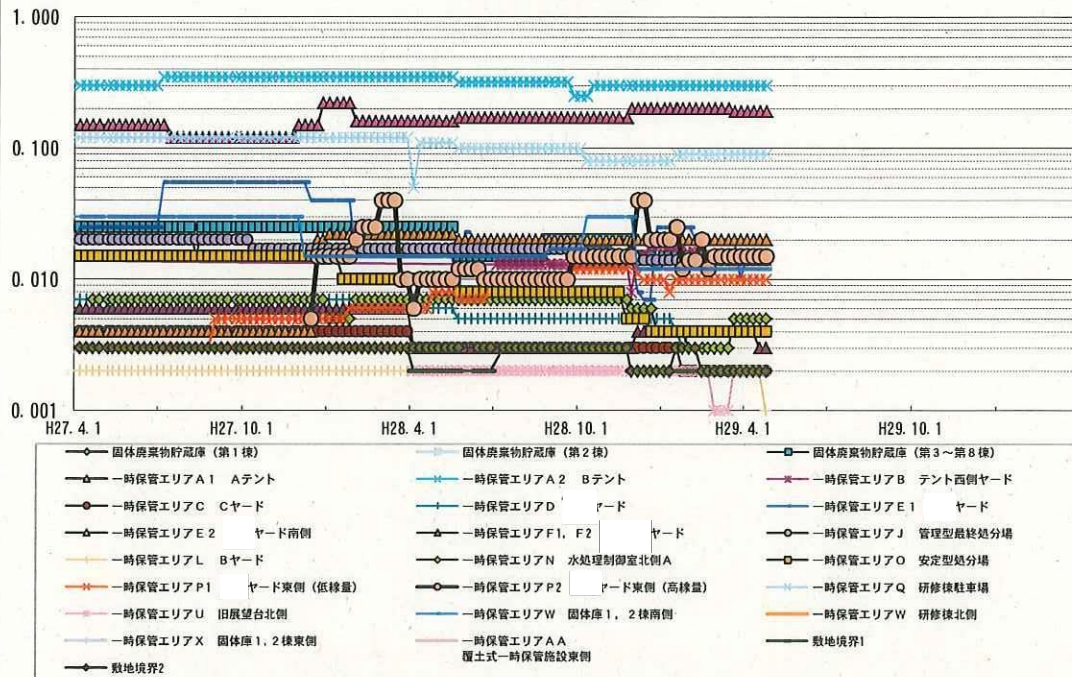 1.000
0.100
0.010
0.001
H27.4.1 H27.10.1 H28.4.1 H28.10.1 H29.4.1 H29.10.1
固体廃棄物貯蔵庫（第1棟） 固体廃棄物貯蔵庫（第2棟） 固体廃棄物貯蔵庫（第3～第8棟）
一時保管エリアA1 Aテント 一時保管エリアA2 Bテント 一時保管エリアB テント西側ヤード
一時保管エリアC Cヤード 一時保管エリアD ヤード 一時保管エリアE1 ヤード
一時保管エリアE2 ヤード南側 一時保管エリアF1, F2 ヤード 一時保管エリアJ 管理型最終処分場
一時保管エリアL Bヤード 一時保管エリアN 水処理制御室北側A 一時保管エリアO 安定型処分場
一時保管エリアP1 ヤード東側（低線量） 一時保管エリアP2 ヤード東側（高線量） 一時保管エリアQ 研修棟駐車場
一時保管エリアU 旧展望台北側 一時保管エリアW 固体庫1, 2棟南側 一時保管エリアW 研修棟北側
一時保管エリアX 固体庫1, 2棟東側 一時保管エリアAA 敷地境界1
覆土式一時保管施設東側
敷地境界2